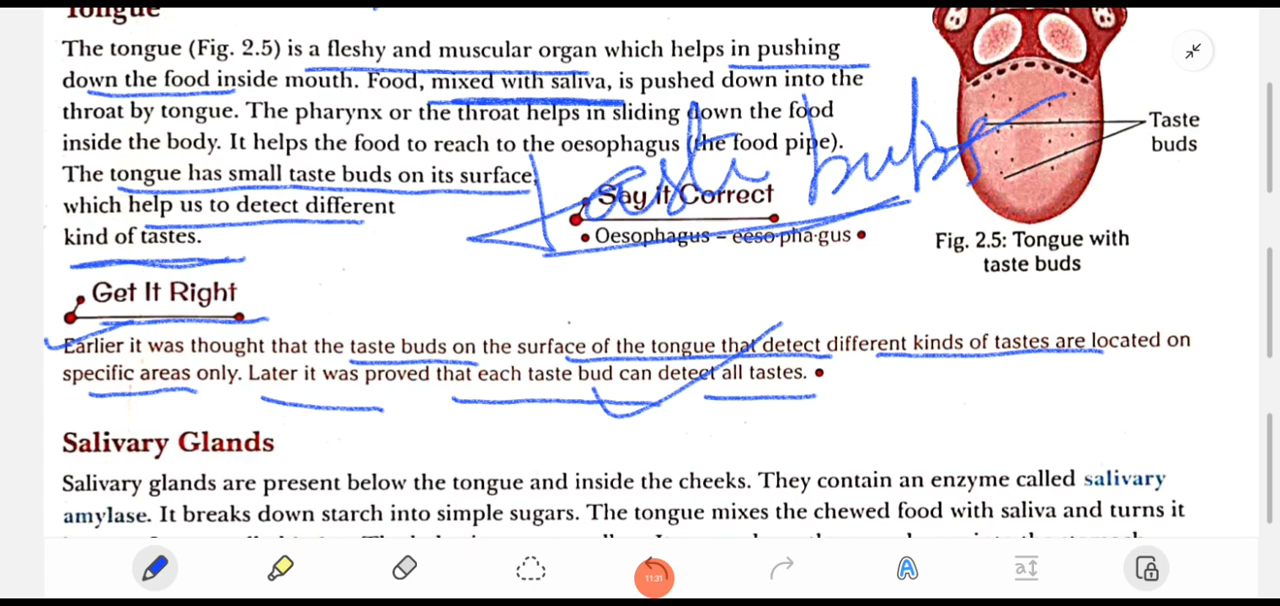 Tongue
The tongue (Fig. 2.5) is a fleshy and muscular organ which helps in pushing
down the food inside mouth. Food, mixed with saliva, is pushed down into the
throat by tongue. The pharynx or the throat helps in sliding down the food
inside the body. It helps the food to reach to the oesophagus (the food pipe).
The tongue has small taste buds on its surface,
which help us to detect different
kind of tastes.
Taste buds
Say it Correct
• Oesophagus – eeso·pha·gus •
Taste
buds
Fig. 2.5: Tongue with
taste buds
Get It Right
Earlier it was thought that the taste buds on the surface of the tongue that detect different kinds of tastes are located on
specific areas only. Later it was proved that each taste bud can detect all tastes. •
Salivary Glands
Salivary glands are present below the tongue and inside the cheeks. They contain an enzyme called salivary
amylase. It breaks down starch into simple sugars. The tongue mixes the chewed food with saliva and turns it
11:31
A
a